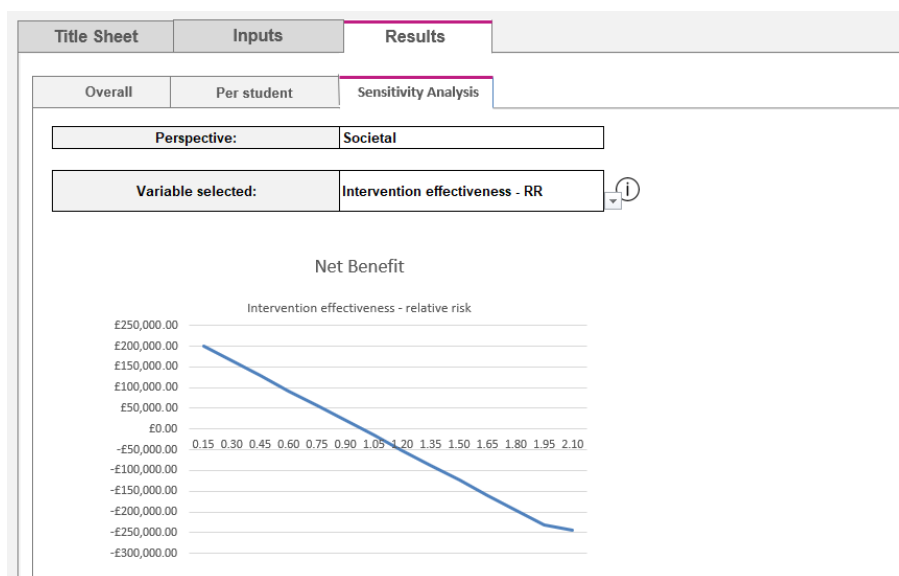 Title Sheet Inputs Results
Overall Per student Sensitivity Analysis
Perspective: Societal
Variable selected: Intervention effectiveness - RR
i
Net Benefit
Intervention effectiveness - relative risk
£250,000.00
£200,000.00
£150,000.00
£100,000.00
£50,000.00
£0.00
0.15 0.30 0.45 0.60 0.75 0.90 1.05 1.20 1.35 1.50 1.65 1.80 1.95 2.10
-£50,000.00
-£100,000.00
-£150,000.00
-£200,000.00
-£250,000.00
-£300,000.00